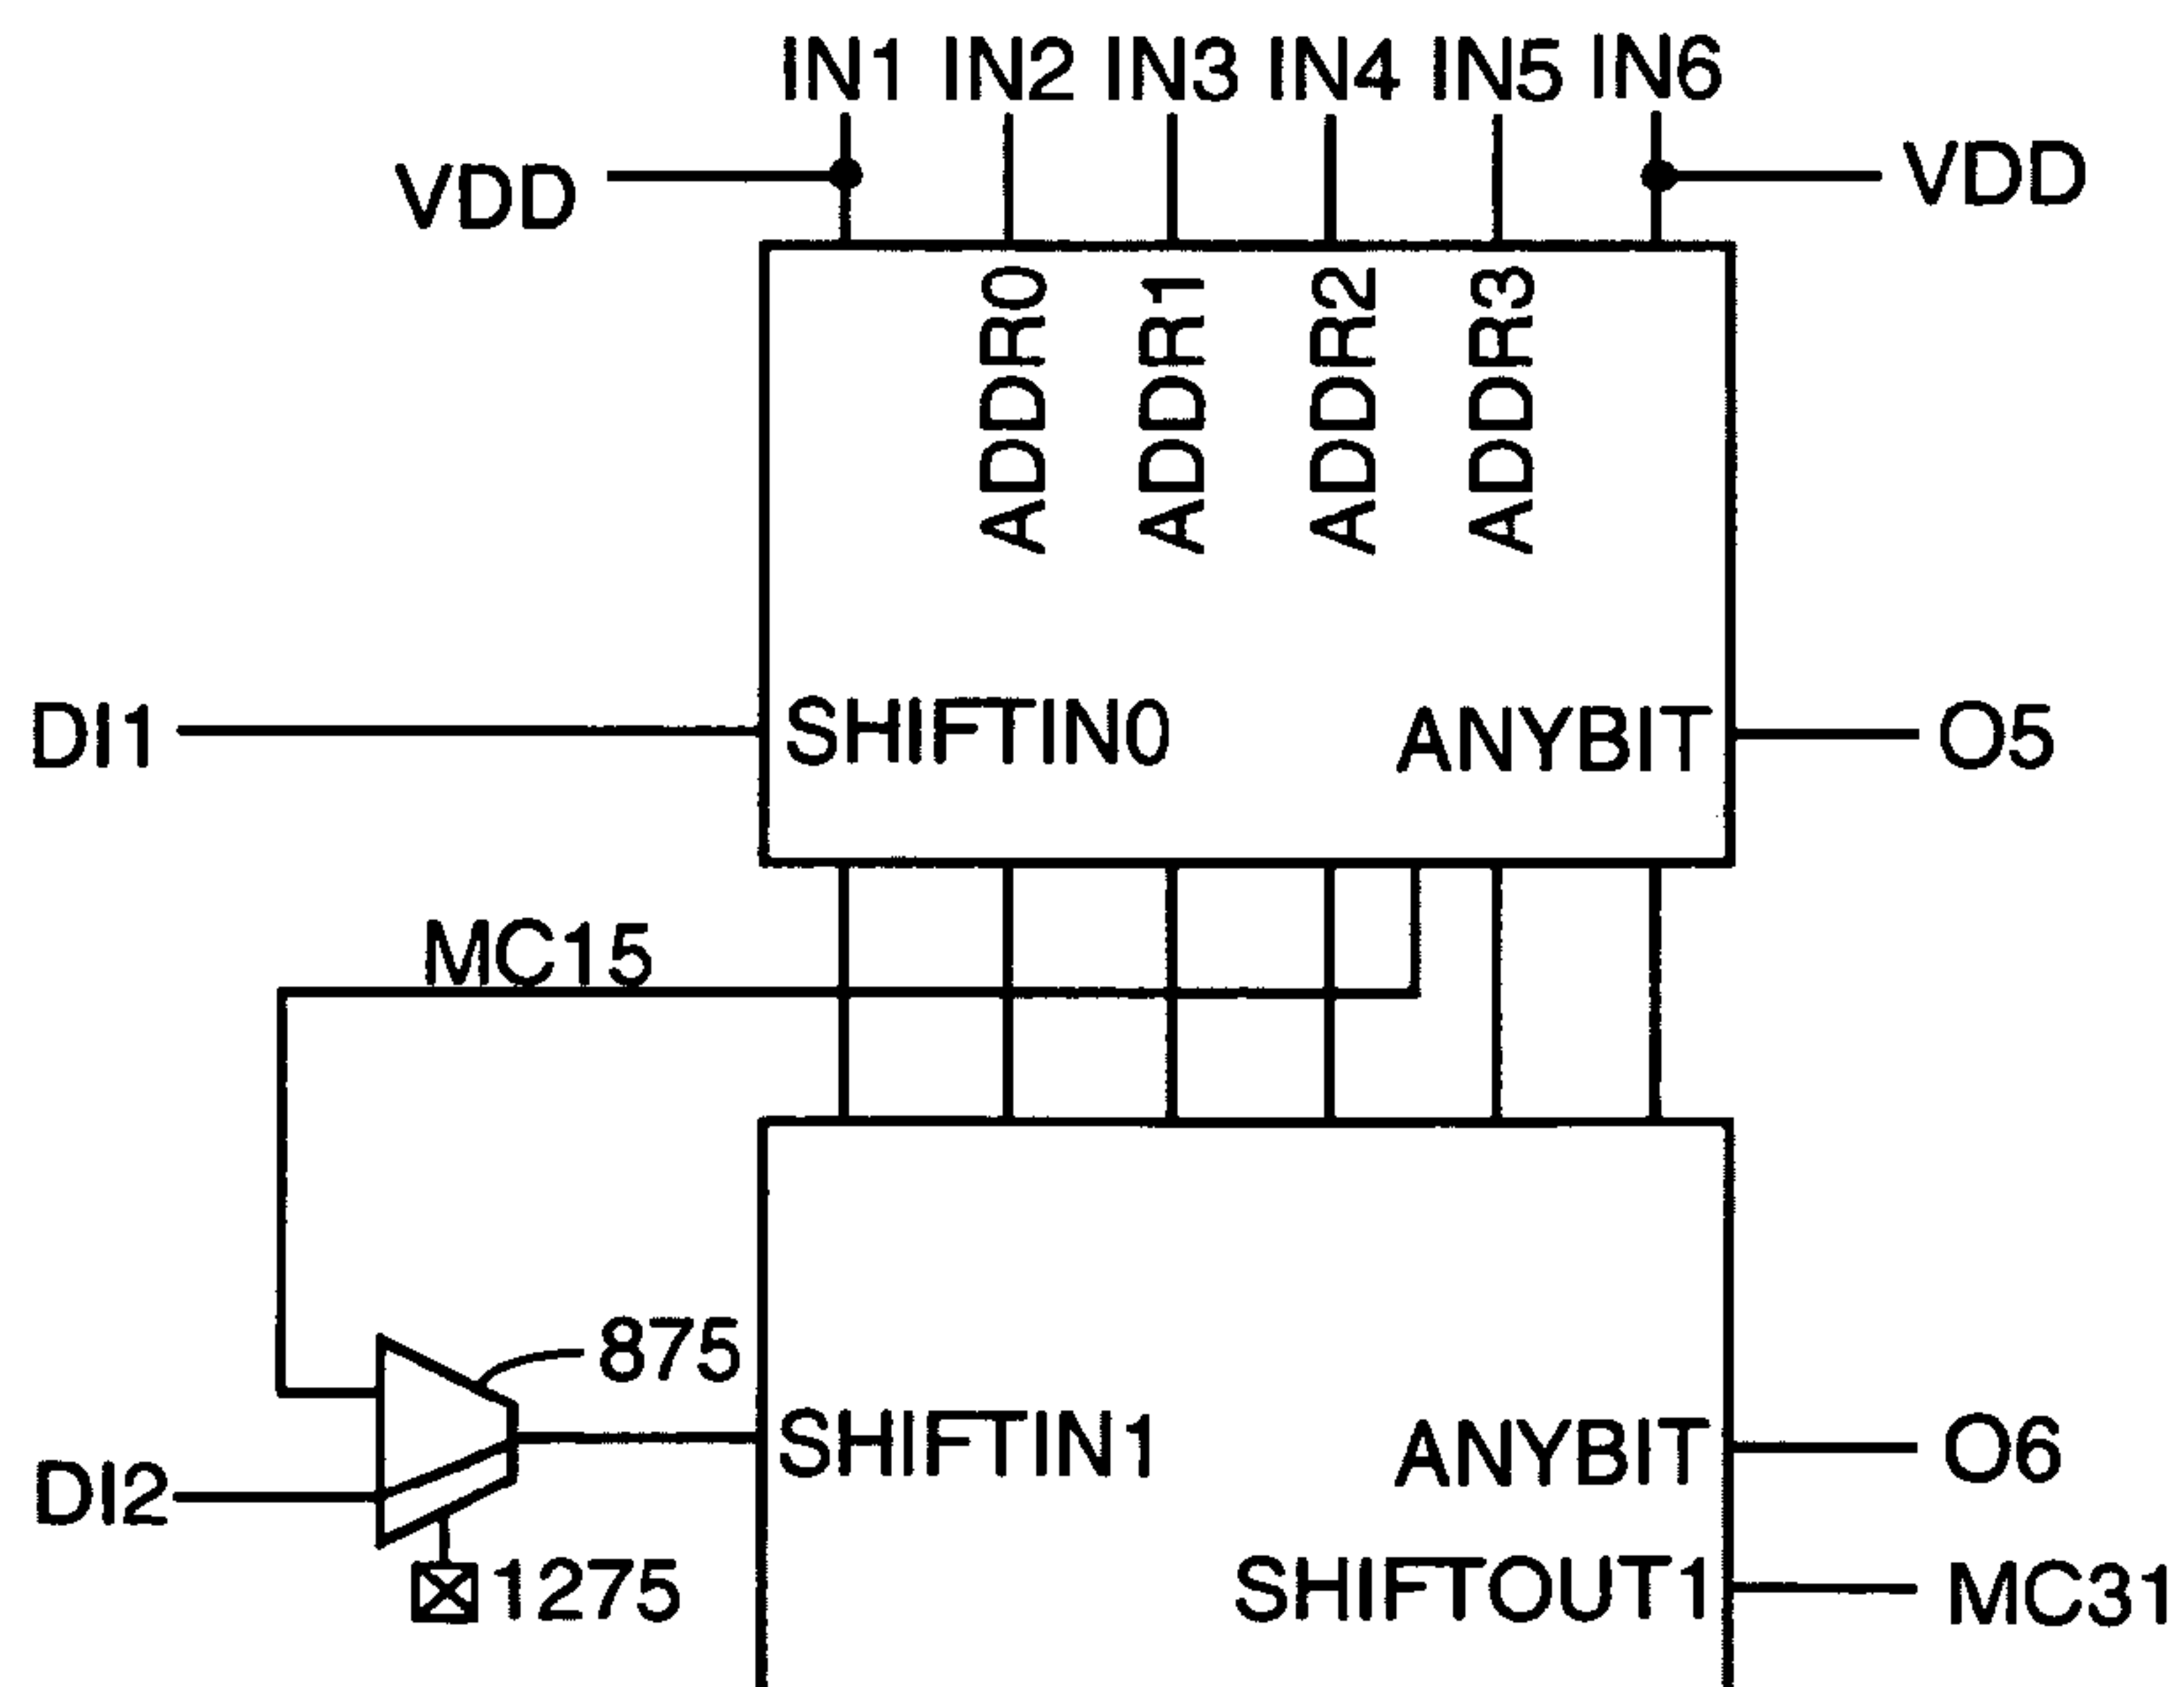 IN1 IN2 IN3 IN4 IN5 IN6
VDD
VDD
ADDR0
ADDR1
ADDR2
ADDR3
DI1
SHIFTIN0
ANYBIT
O5
MC15
875
SHIFTIN1
ANYBIT
O6
DI2
1275
SHIFTOUT1
MC31